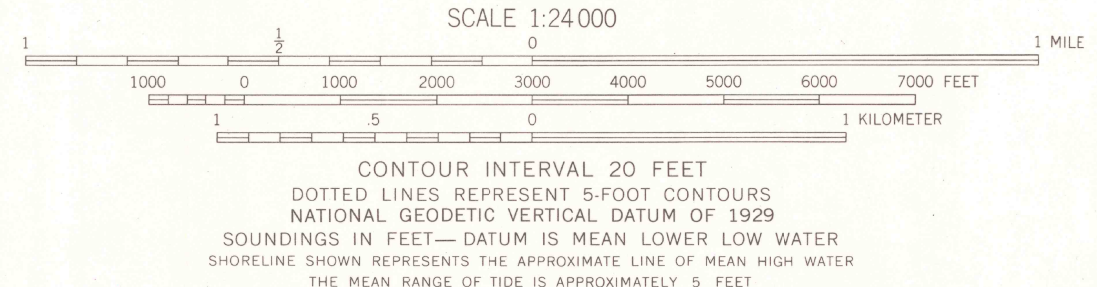 SCALE 1:24 000
1 ½ 0 1 MILE
1000 0 1000 2000 3000 4000 5000 6000 7000 FEET
1 .5 0 1 KILOMETER
CONTOUR INTERVAL 20 FEET
DOTTED LINES REPRESENT 5-FOOT CONTOURS
NATIONAL GEODETIC VERTICAL DATUM OF 1929
SOUNDINGS IN FEET— DATUM IS MEAN LOWER LOW WATER
SHORELINE SHOWN REPRESENTS THE APPROXIMATE LINE OF MEAN HIGH WATER
THE MEAN RANGE OF TIDE IS APPROXIMATELY 5 FEET